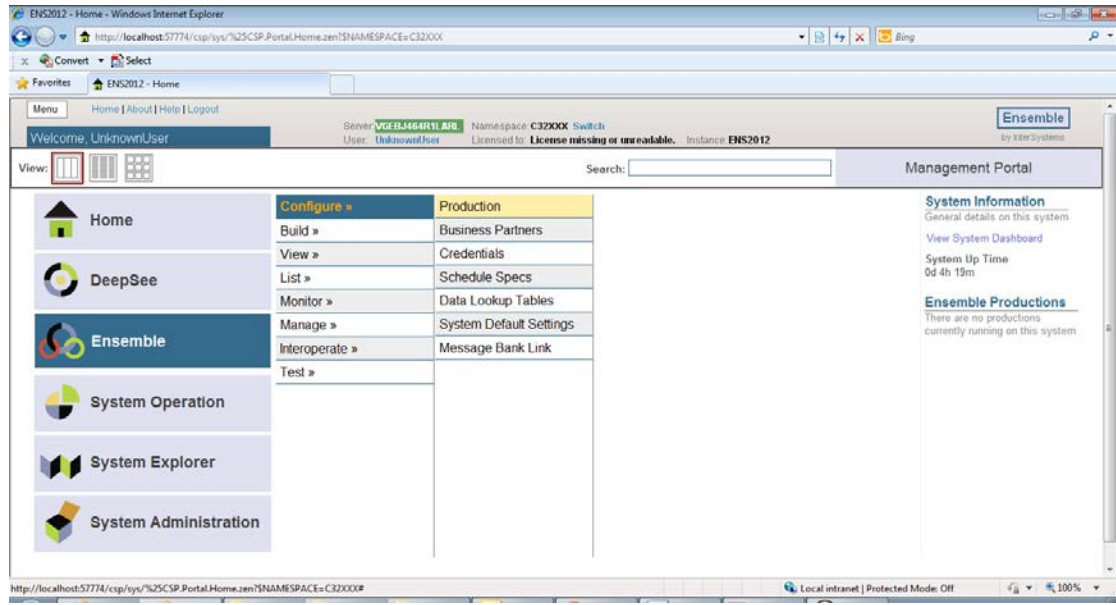 ENS2012 - Home - Windows Internet Explorer
http://localhost:57774/csp/sys/%25CSP.Portal.Home.zen?$NAMESPACE=C32XXX
Bing
x Convert Select
Favorites ENS2012 - Home
Menu Home | About | Help | Logout
Ensemble
by InterSystems
Server: VGEBJ464R1LARL Namespace: C32XXX Switch
Welcome, UnknownUser
User: UnknownUser Licensed to: License missing or unreadable. Instance: ENS2012
View:
Search:
Management Portal
Home
DeepSee
Ensemble
System Operation
System Explorer
System Administration
Configure »
Build »
View »
List »
Monitor »
Manage »
Interoperate »
Test »
Production
Business Partners
Credentials
Schedule Specs
Data Lookup Tables
System Default Settings
Message Bank Link
System Information
General details on this system
View System Dashboard
System Up Time
0d 4h 19m
Ensemble Productions
There are no productions
currently running on this system
http://localhost:57774/csp/sys/%25CSP.Portal.Home.zen?$NAMESPACE=C32XXX#
Local intranet | Protected Mode: Off
100%